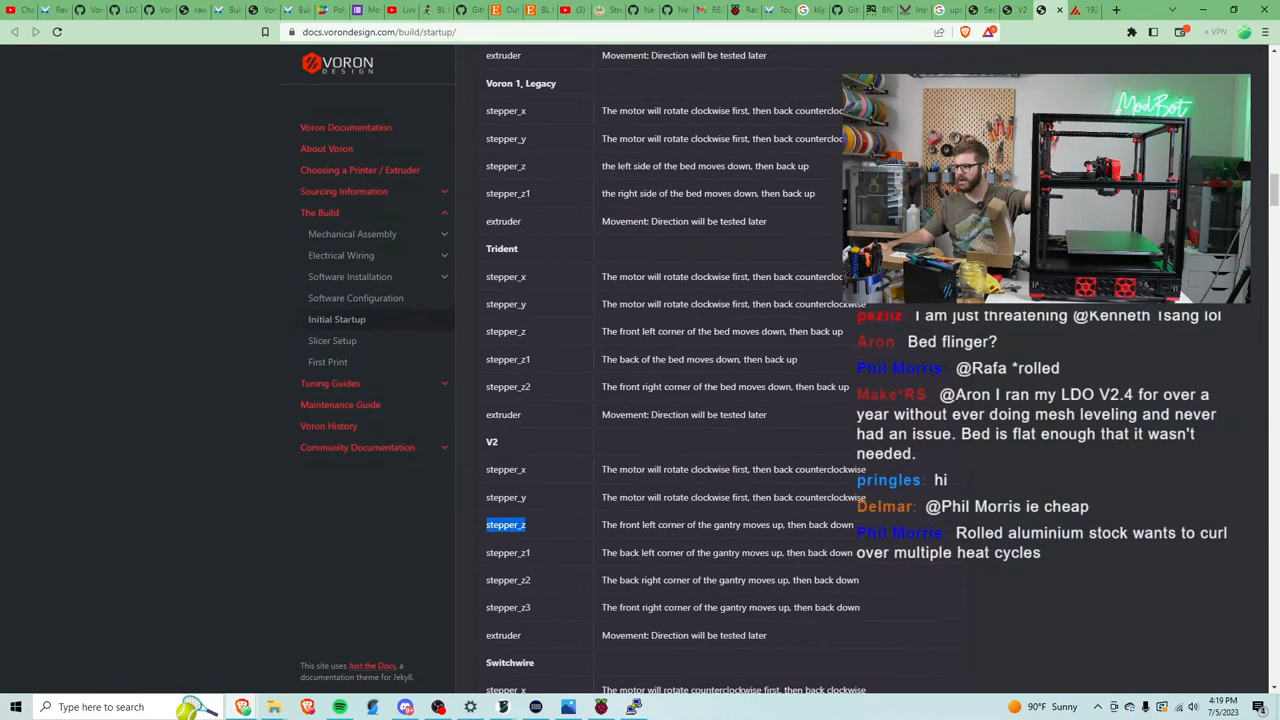 docs.vorondesign.com/build/startup/
VPN
VORON
DESIGN
Voron Documentation
About Voron
Choosing a Printer / Extruder
Sourcing Information
The Build
Mechanical Assembly
Electrical Wiring
Software Installation
Software Configuration
Initial Startup
Slicer Setup
First Print
Tuning Guides
Maintenance Guide
Voron History
Community Documentation
This site uses Just the Docs, a
documentation theme for Jekyll.
extruder Movement: Direction will be tested later
Voron 1, Legacy
stepper_x The motor will rotate clockwise first, then back countercloc
stepper_y The motor will rotate clockwise first, then back countercloc
stepper_z the left side of the bed moves down, then back up
stepper_z1 the right side of the bed moves down, then back up
extruder Movement: Direction will be tested later
Trident
stepper_x The motor will rotate clockwise first, then back countercloc
stepper_y The motor will rotate clockwise first, then back counterclockwise
stepper_z The front left corner of the bed moves down, then back up
stepper_z1 The back of the bed moves down, then back up
stepper_z2 The front right corner of the bed moves down, then back up
extruder Movement: Direction will be tested later
V2
stepper_x The motor will rotate clockwise first, then back counterclockwise
stepper_y The motor will rotate clockwise first, then back counterclockwise
stepper_z The front left corner of the gantry moves up, then back down
stepper_z1 The back left corner of the gantry moves up, then back down
stepper_z2 The back right corner of the gantry moves up, then back down
stepper_z3 The front right corner of the gantry moves up, then back down
extruder Movement: Direction will be tested later
Switchwire
stepper_x The motor will rotate counterclockwise first, then back clockwise
ModBot
pezliz: I am just threatening @Kenneth Tsang lol
Aron: Bed flinger?
Phil Morris: @Rafa *rolled
Make*RS: @Aron I ran my LDO V2.4 for over a
year without ever doing mesh leveling and never
had an issue. Bed is flat enough that it wasn't
needed.
pringles: hi
Delmar: @Phil Morris ie cheap
Phil Morris: Rolled aluminium stock wants to curl
over multiple heat cycles
Type here to search
90°F Sunny
4:19 PM
7/5/2023
4